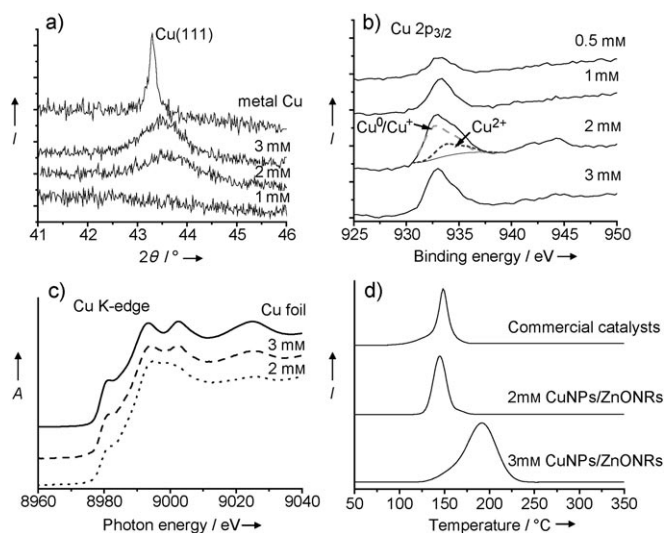 a)
Cu(111)
metal Cu
3 mM
2 mM
1 mM
I
41 42 43 44 45 46
2θ / °
b)
Cu 2p3/2
0.5 mM
1 mM
Cu⁰/Cu⁺
Cu²⁺
2 mM
3 mM
I
925 930 935 940 945 950
Binding energy / eV
c)
Cu K-edge
Cu foil
3 mM
2 mM
A
8960 8980 9000 9020 9040
Photon energy / eV
d)
Commercial catalysts
2mM CuNPs/ZnONRs
3mM CuNPs/ZnONRs
I
50 100 150 200 250 300 350
Temperature / °C